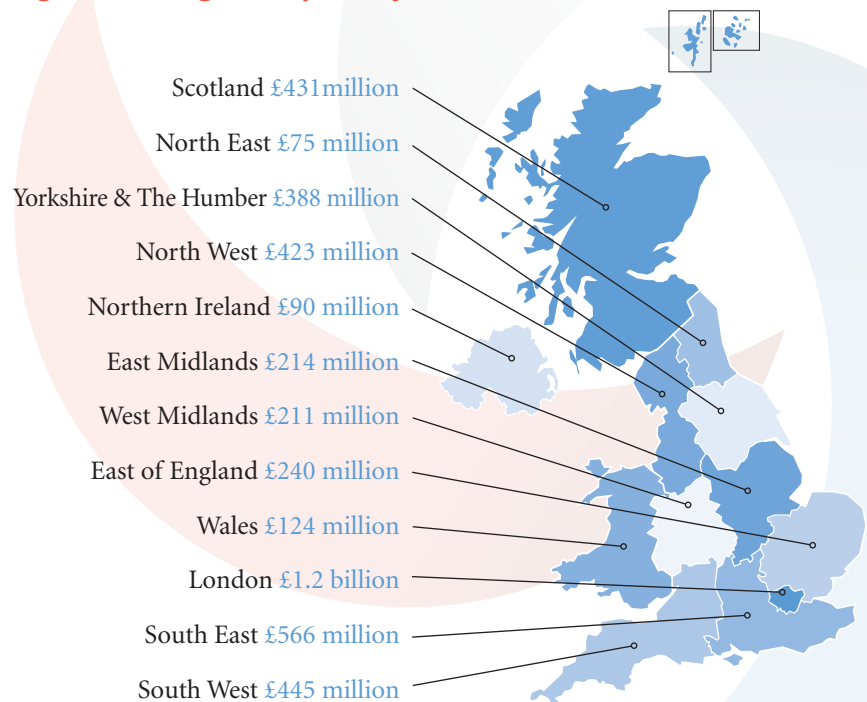 Scotland £431million
North East £75 million
Yorkshire & The Humber £388 million
North West £423 million
Northern Ireland £90 million
East Midlands £214 million
West Midlands £211 million
East of England £240 million
Wales £124 million
London £1.2 billion
South East £566 million
South West £445 million